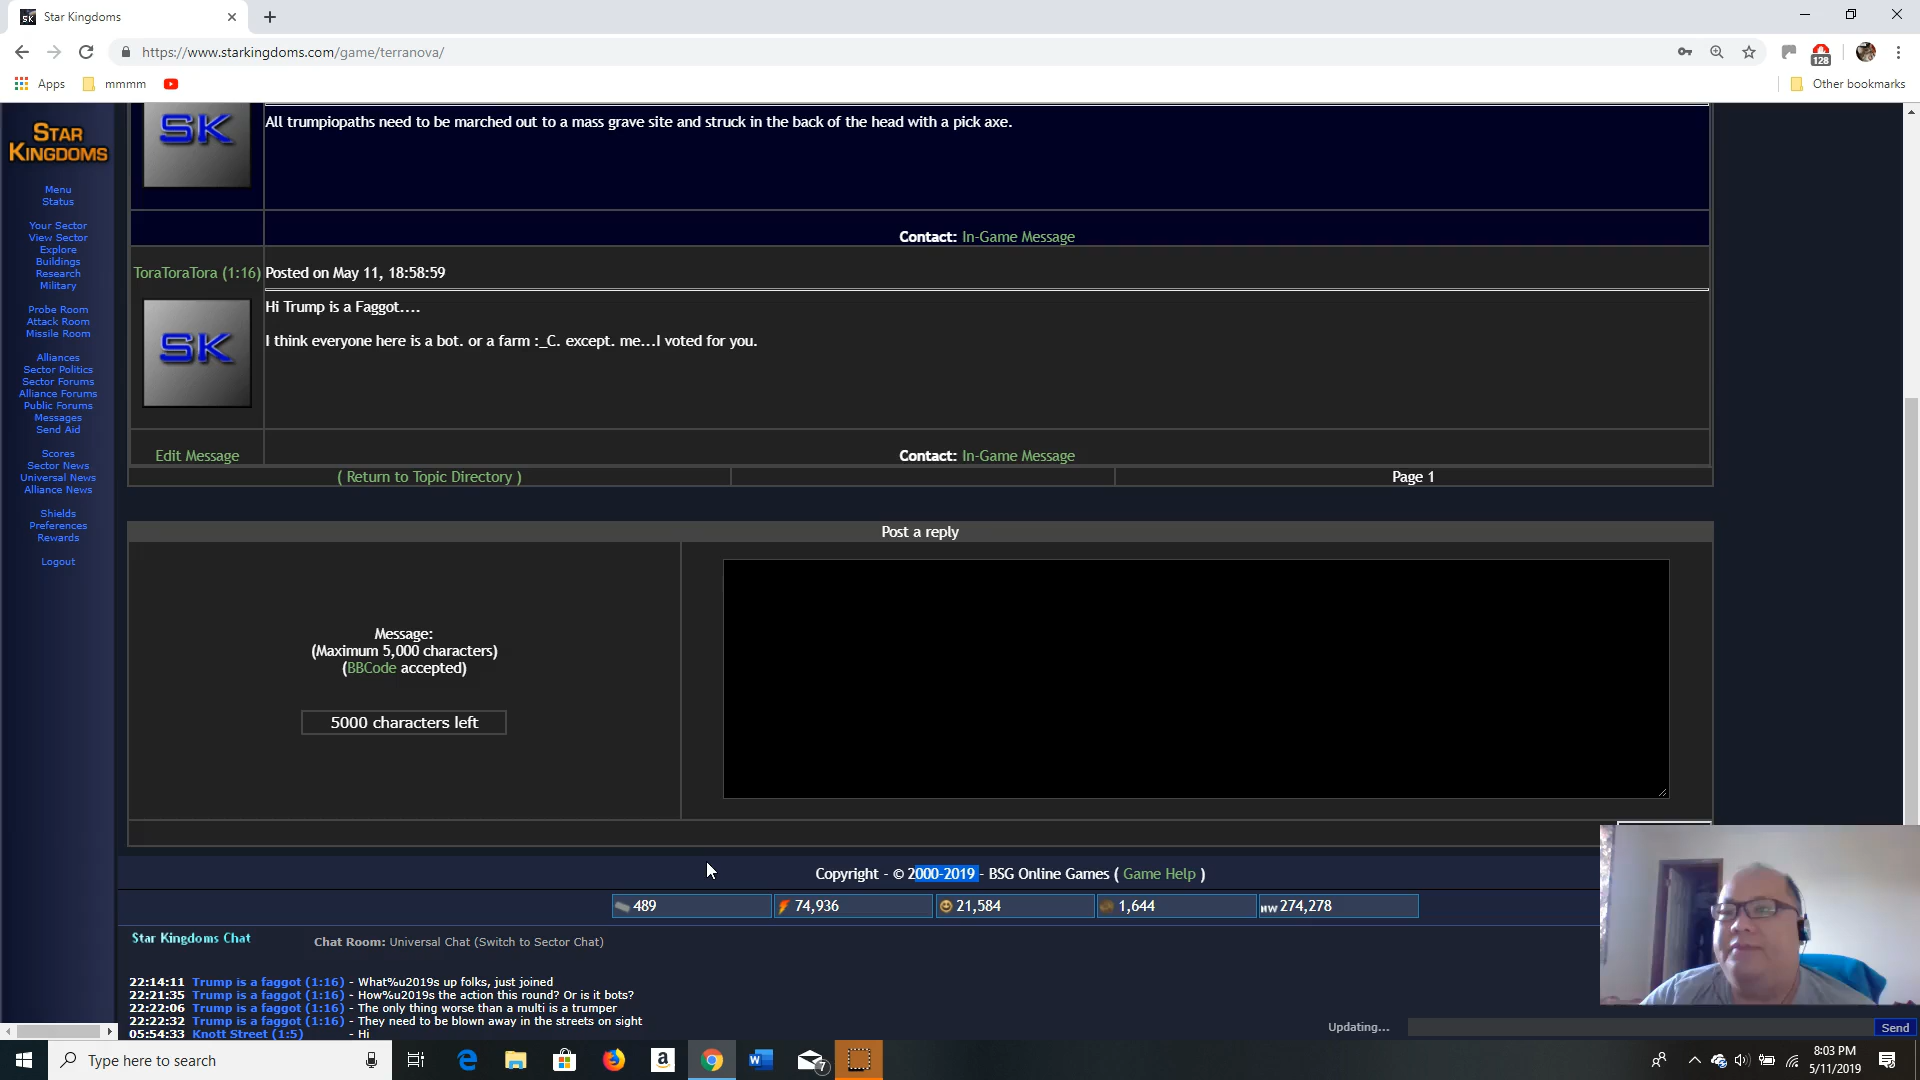 Star Kingdoms
https://www.starkingdoms.com/game/terranova/
128
Apps
mmmm
Other bookmarks
STAR
KINGDOMS
Menu
Status
Your Sector
View Sector
Explore
Buildings
Research
Military
Probe Room
Attack Room
Missile Room
Alliances
Sector Politics
Sector Forums
Alliance Forums
Public Forums
Messages
Send Aid
Scores
Sector News
Universal News
Alliance News
Shields
Preferences
Rewards
Logout
SK
All trumpiopaths need to be marched out to a mass grave site and struck in the back of the head with a pick axe.
Contact: In-Game Message
ToraToraTora (1:16)
Posted on May 11, 18:58:59
SK
Hi Trump is a Faggot....
I think everyone here is a bot. or a farm :_C. except. me...I voted for you.
Edit Message
Contact: In-Game Message
( Return to Topic Directory )
Page 1
Post a reply
Message:
(Maximum 5,000 characters)
(BBCode accepted)
5000 characters left
Copyright - © 2000-2019 - BSG Online Games ( Game Help )
489
74,936
21,584
1,644
NW 274,278
Star Kingdoms Chat
Chat Room: Universal Chat (Switch to Sector Chat)
22:14:11 Trump is a faggot (1:16) - What%u2019s up folks, just joined
22:21:35 Trump is a faggot (1:16) - How%u2019s the action this round? Or is it bots?
22:22:06 Trump is a faggot (1:16) - The only thing worse than a multi is a trumper
22:22:32 Trump is a faggot (1:16) - They need to be blown away in the streets on sight
05:54:33 Knott Street (1:5) - Hi
Updating...
Send
Type here to search
7
8:03 PM
5/11/2019